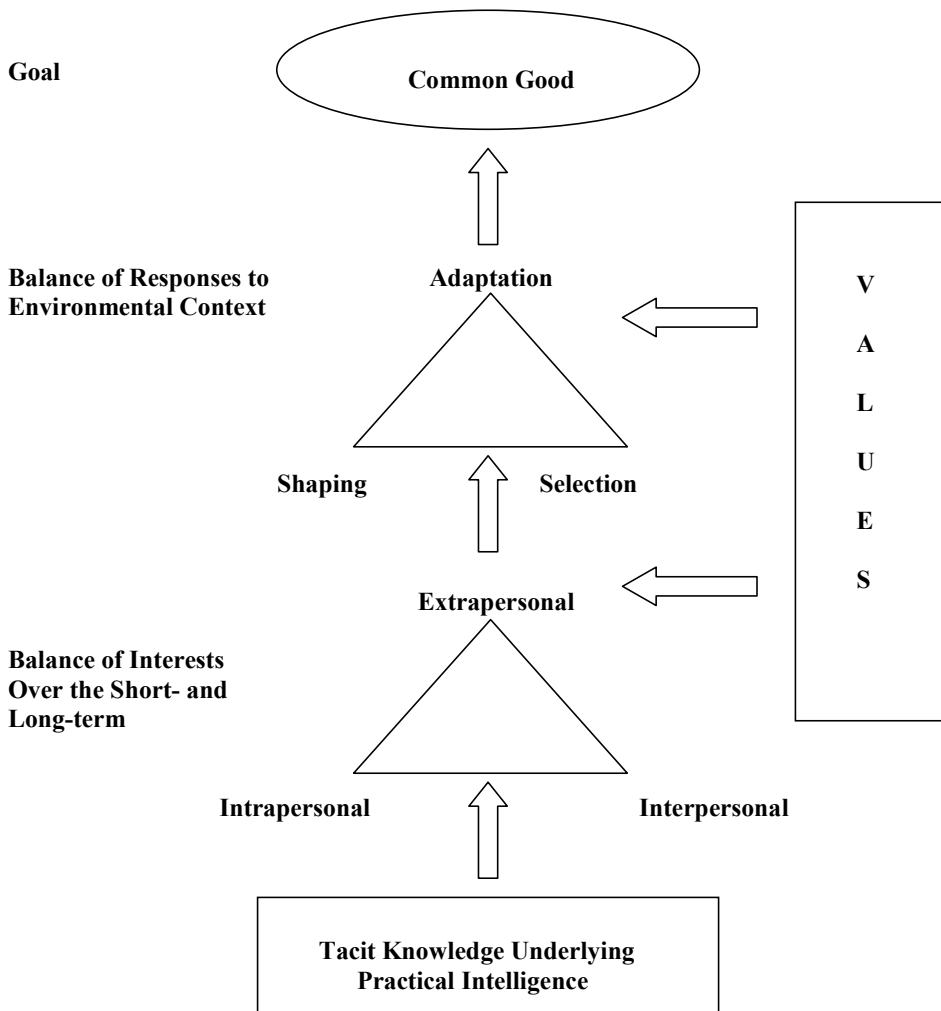 Goal
Common Good
Balance of Responses to
Environmental Context
Adaptation
Shaping
Selection
V
A
L
U
E
S
Extrapersonal
Balance of Interests
Over the Short- and
Long-term
Intrapersonal
Interpersonal
Tacit Knowledge Underlying
Practical Intelligence